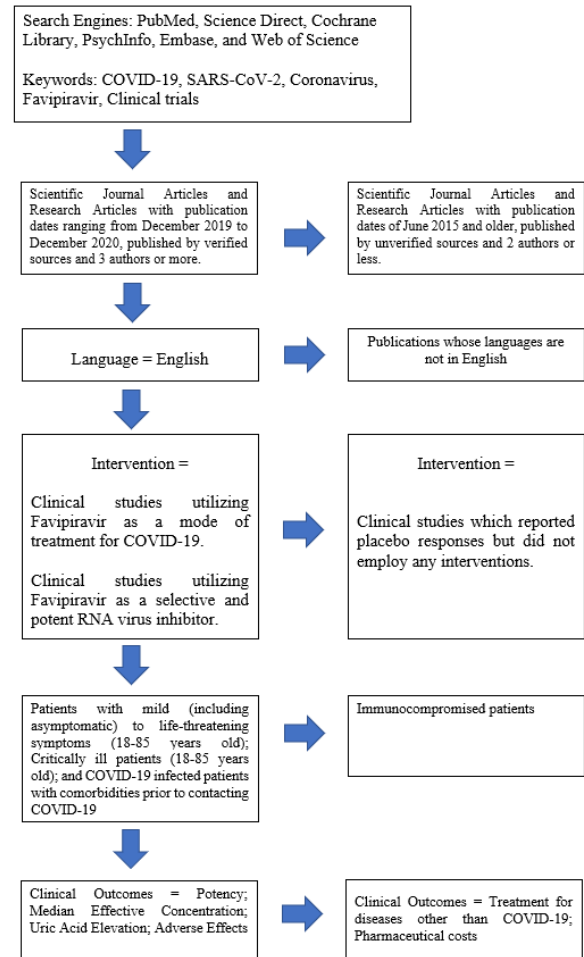 Search Engines: PubMed, Science Direct, Cochrane
Library, PsychInfo, Embase, and Web of Science
Keywords: COVID-19, SARS-CoV-2, Coronavirus,
Favipiravir, Clinical trials
Scientific Journal Articles and
Research Articles with publication
dates ranging from December 2019 to
December 2020, published by verified
sources and 3 authors or more.
Scientific Journal Articles and
Research Articles with publication
dates of June 2015 and older, published
by unverified sources and 2 authors or
less.
Language = English
Publications whose languages are
not in English
Intervention =
Clinical studies utilizing
Favipiravir as a mode of
treatment for COVID-19.
Clinical studies utilizing
Favipiravir as a selective and
potent RNA virus inhibitor.
Intervention =
Clinical studies which reported
placebo responses but did not
employ any interventions.
Patients with mild (including
asymptomatic) to life-threatening
symptoms (18-85 years old);
Critically ill patients (18-85 years
old); and COVID-19 infected patients
with comorbidities prior to contacting
COVID-19
Immunocompromised patients
Clinical Outcomes = Potency;
Median Effective Concentration;
Uric Acid Elevation; Adverse Effects
Clinical Outcomes = Treatment for
diseases other than COVID-19;
Pharmaceutical costs